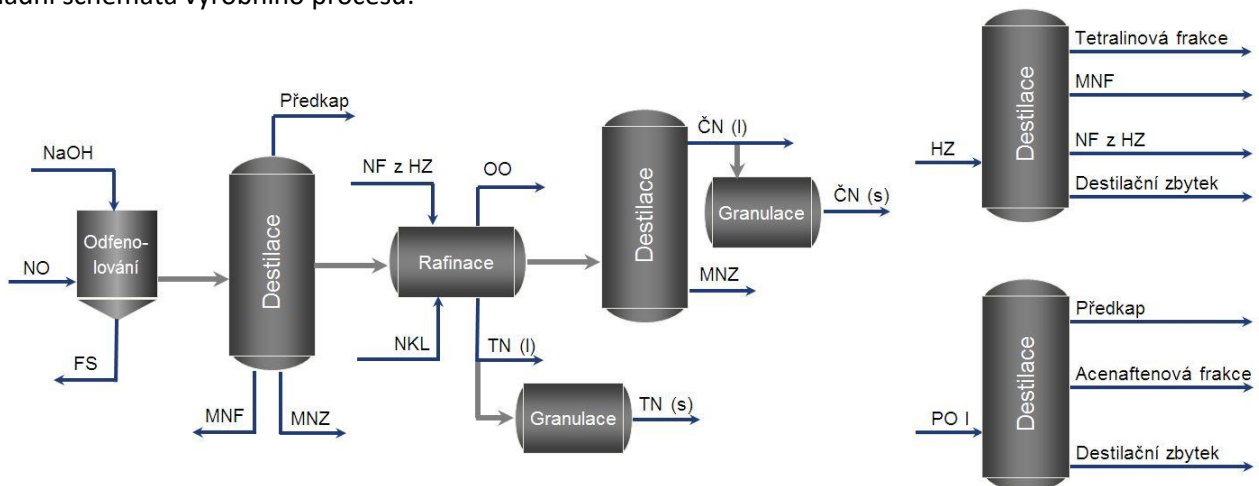 schémata výrobního procesu:
NaOH
NO
Odfeno-
lování
FS
Předkap
Destilace
MNF
MNZ
NF z HZ
OO
Rafinace
NKL
TN (l)
Granulace
TN (s)
Destilace
ČN (l)
Granulace
ČN (s)
MNZ
HZ
Destilace
Tetralinová frakce
MNF
NF z HZ
Destilační zbytek
PO I
Destilace
Předkap
Acenaftenová frakce
Destilační zbytek